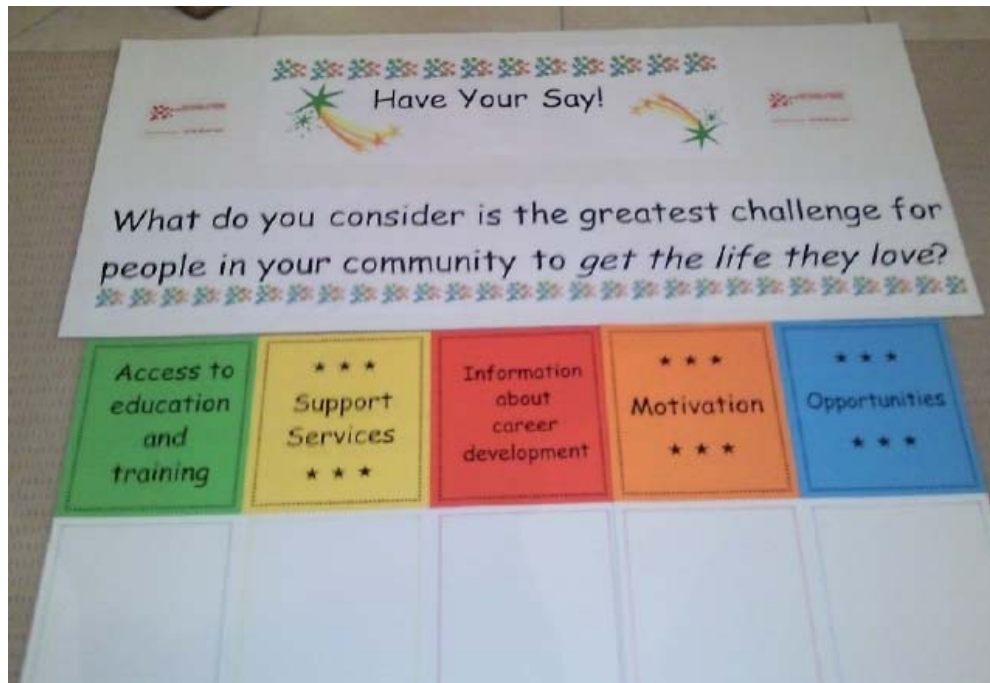 Have Your Say!
What do you consider is the greatest challenge for
people in your community to get the life they love?
Access to
education
and
training
Support
Services
Information
about
career
development
Motivation
Opportunities